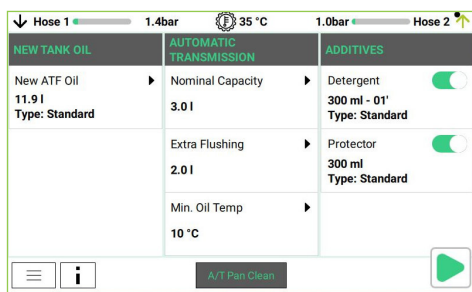 Hose 1 1.4bar 35 °C 1.0bar Hose 2
NEW TANK OIL
New ATF Oil
11.9 l
Type: Standard
AUTOMATIC
TRANSMISSION
Nominal Capacity
3.0 l
Extra Flushing
2.0 l
Min. Oil Temp
10 °C
ADDITIVES
Detergent
300 ml - 01'
Type: Standard
Protector
300 ml
Type: Standard
i
A/T Pan Clean